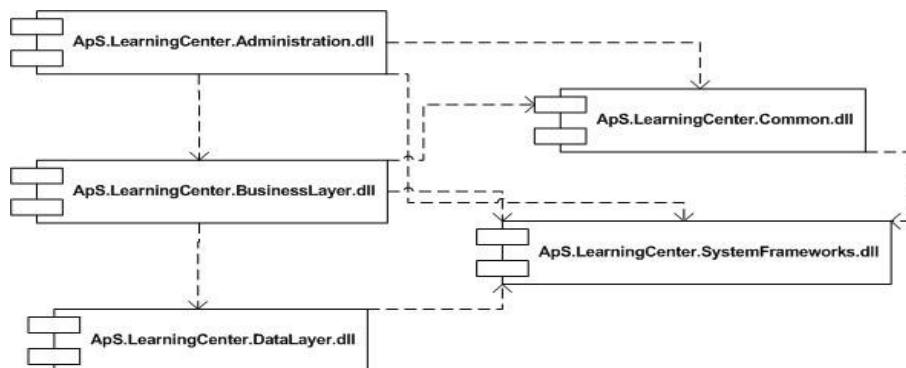 ApS.LearningCenter.Administration.dll
ApS.LearningCenter.Common.dll
ApS.LearningCenter.BusinessLayer.dll
ApS.LearningCenter.SystemFrameworks.dll
ApS.LearningCenter.DataLayer.dll